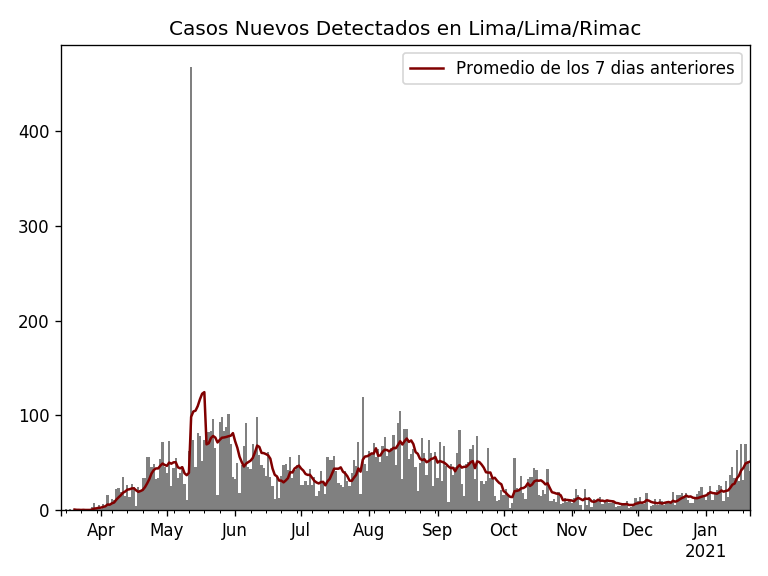 Casos Nuevos Detectados en Lima/Lima/Rimac
Promedio de los 7 dias anteriores
400
300
200
100
0
Apr May Jun Jul Aug Sep Oct Nov Dec Jan
2021